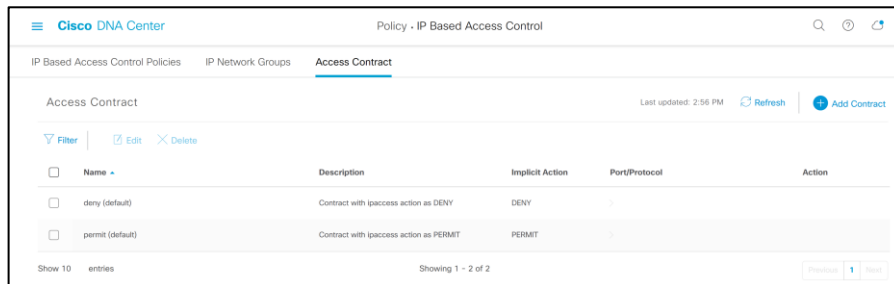 Cisco DNA Center Policy · IP Based Access Control
IP Based Access Control Policies IP Network Groups Access Contract
Access Contract Last updated: 2:56 PM Refresh Add Contract
Filter Edit Delete
Name Description Implicit Action Port/Protocol Action
deny (default) Contract with ipaccess action as DENY DENY
permit (default) Contract with ipaccess action as PERMIT PERMIT
Show 10 entries Showing 1 - 2 of 2 Previous 1 Next